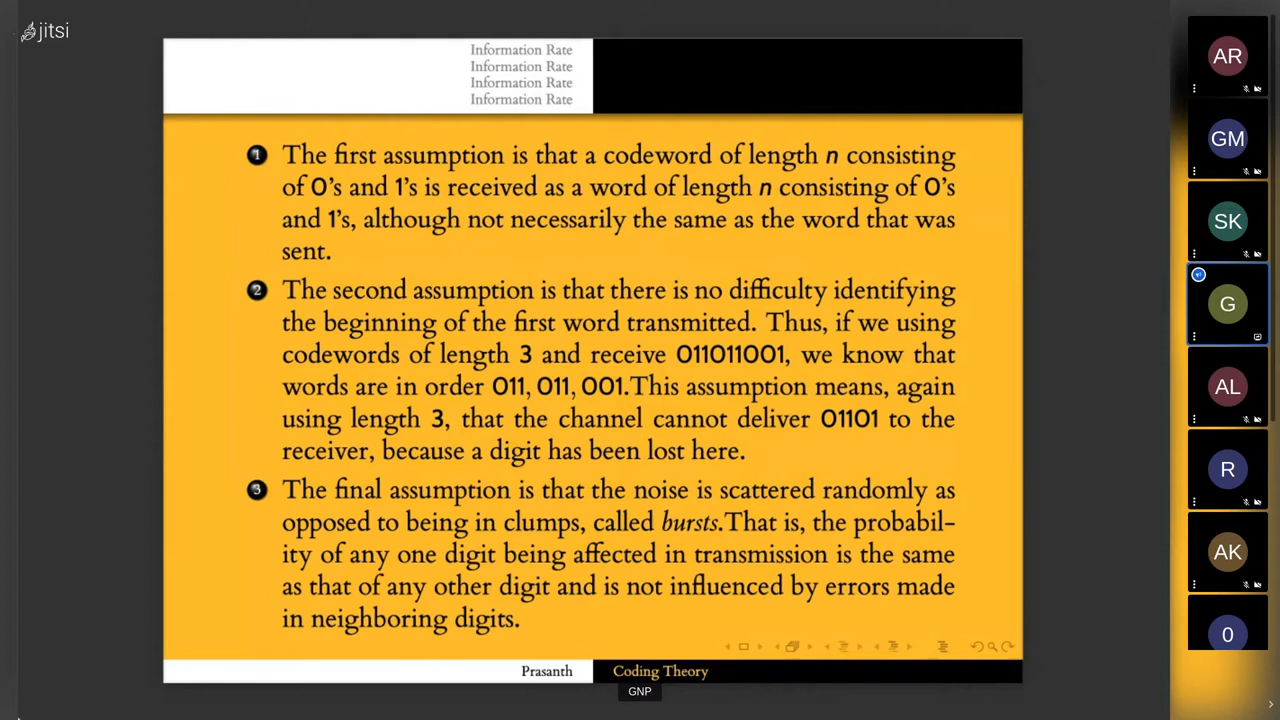 jitsi
Information Rate
Information Rate
Information Rate
Information Rate
1 The first assumption is that a codeword of length n consisting
of 0's and 1's is received as a word of length n consisting of 0's
and 1's, although not necessarily the same as the word that was
sent.
2 The second assumption is that there is no difficulty identifying
the beginning of the first word transmitted. Thus, if we using
codewords of length 3 and receive 011011001, we know that
words are in order 011, 011, 001.This assumption means, again
using length 3, that the channel cannot deliver 01101 to the
receiver, because a digit has been lost here.
3 The final assumption is that the noise is scattered randomly as
opposed to being in clumps, called bursts.That is, the probabil-
ity of any one digit being affected in transmission is the same
as that of any other digit and is not influenced by errors made
in neighboring digits.
Prasanth Coding Theory
GNP
AR
GM
SK
G
AL
R
AK
0